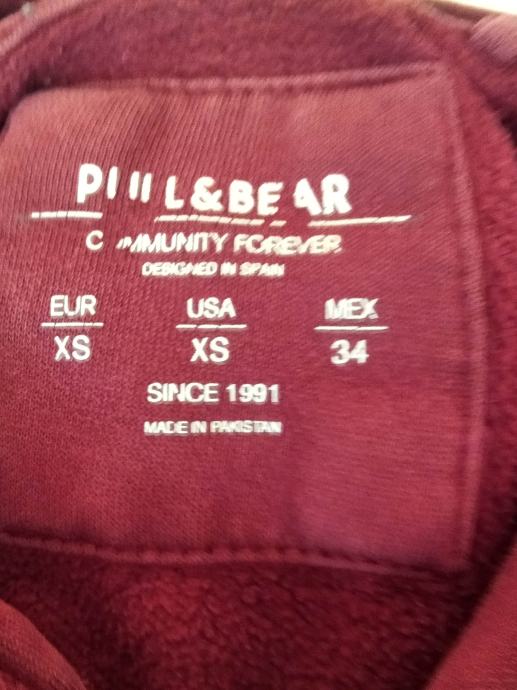 PULL&BEAR
COMMUNITY FOREVER
DESIGNED IN SPAIN
EUR USA MEX
XS XS 34
SINCE 1991
MADE IN PAKISTAN